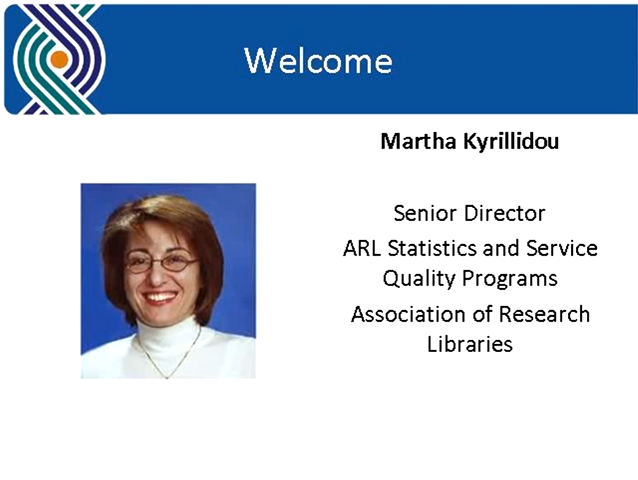 Welcome
Martha Kyrillidou
Senior Director
ARL Statistics and Service
Quality Programs
Association of Research
Libraries